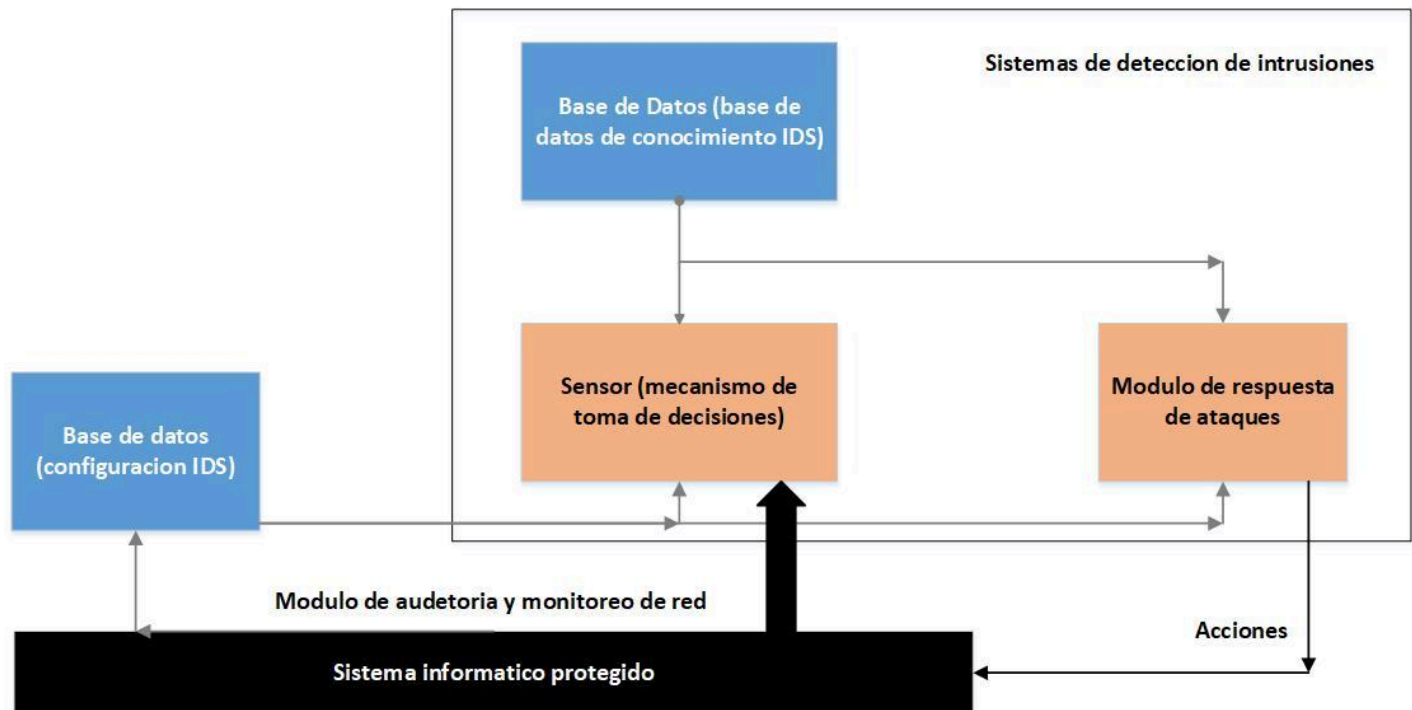 Sistemas de deteccion de intrusiones
Base de Datos (base de
datos de conocimiento IDS)
Sensor (mecanismo de
toma de decisiones)
Modulo de respuesta
de ataques
Base de datos
(configuracion IDS)
Modulo de audetoria y monitoreo de red
Acciones
Sistema informatico protegido